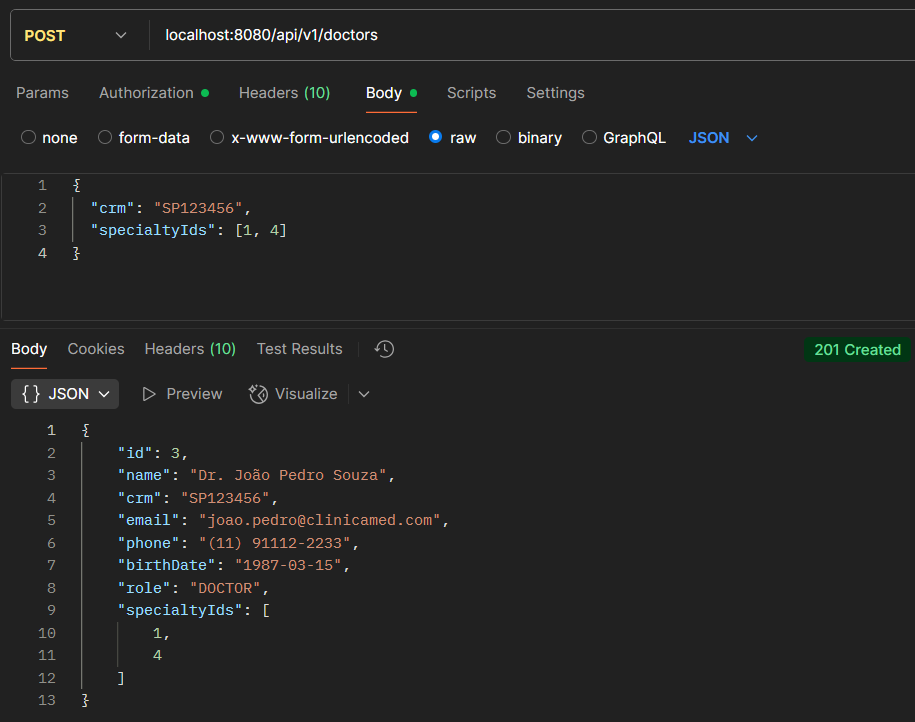 POST localhost:8080/api/v1/doctors
Params Authorization Headers (10) Body Scripts Settings
none form-data x-www-form-urlencoded raw binary GraphQL JSON
1 {
2 "crm": "SP123456",
3 "specialtyIds": [1, 4]
4 }
Body Cookies Headers (10) Test Results 201 Created
{} JSON Preview Visualize
1 {
2 "id": 3,
3 "name": "Dr. João Pedro Souza",
4 "crm": "SP123456",
5 "email": "joao.pedro@clinicamed.com",
6 "phone": "(11) 91112-2233",
7 "birthDate": "1987-03-15",
8 "role": "DOCTOR",
9 "specialtyIds": [
10 1,
11 4
12 ]
13 }